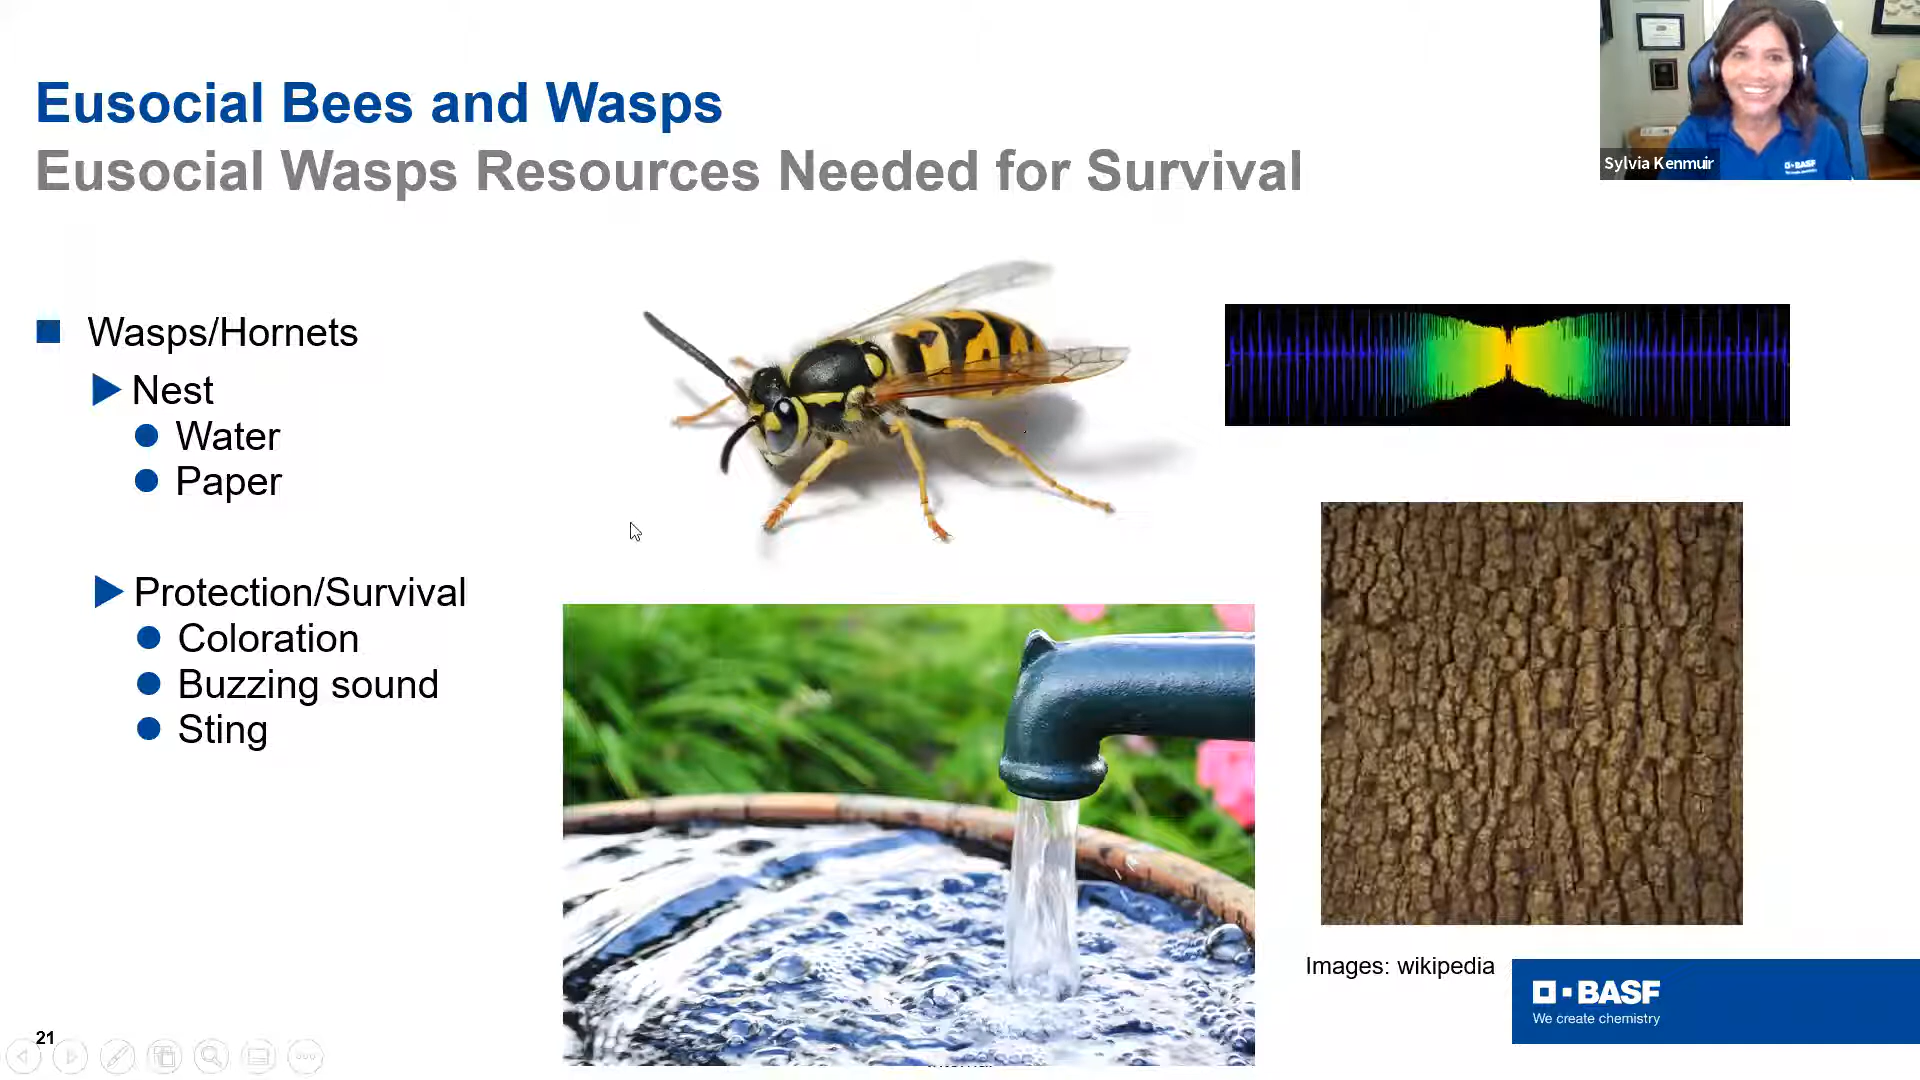 Eusocial Bees and Wasps
Eusocial Wasps Resources Needed for Survival
Sylvia Kenmuir
BASF
Wasps/Hornets
Nest
Water
Paper
Protection/Survival
Coloration
Buzzing sound
Sting
Images: wikipedia
BASF
We create chemistry
21